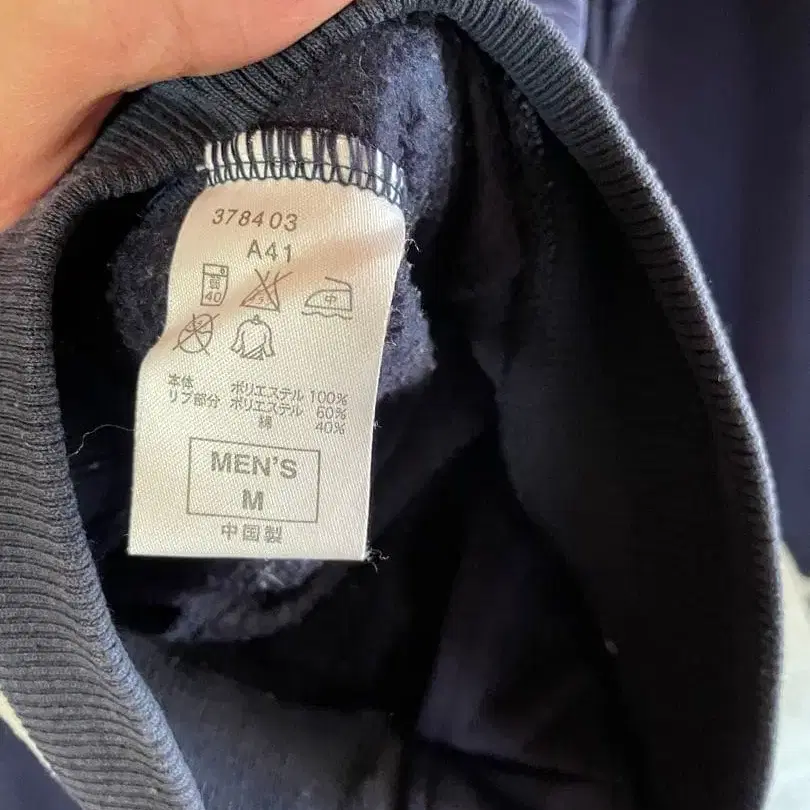 378403
A41
40
中
本体 ポリエステル 100%
リブ部分 ポリエステル 60%
綿 40%
MEN'S
M
中国製